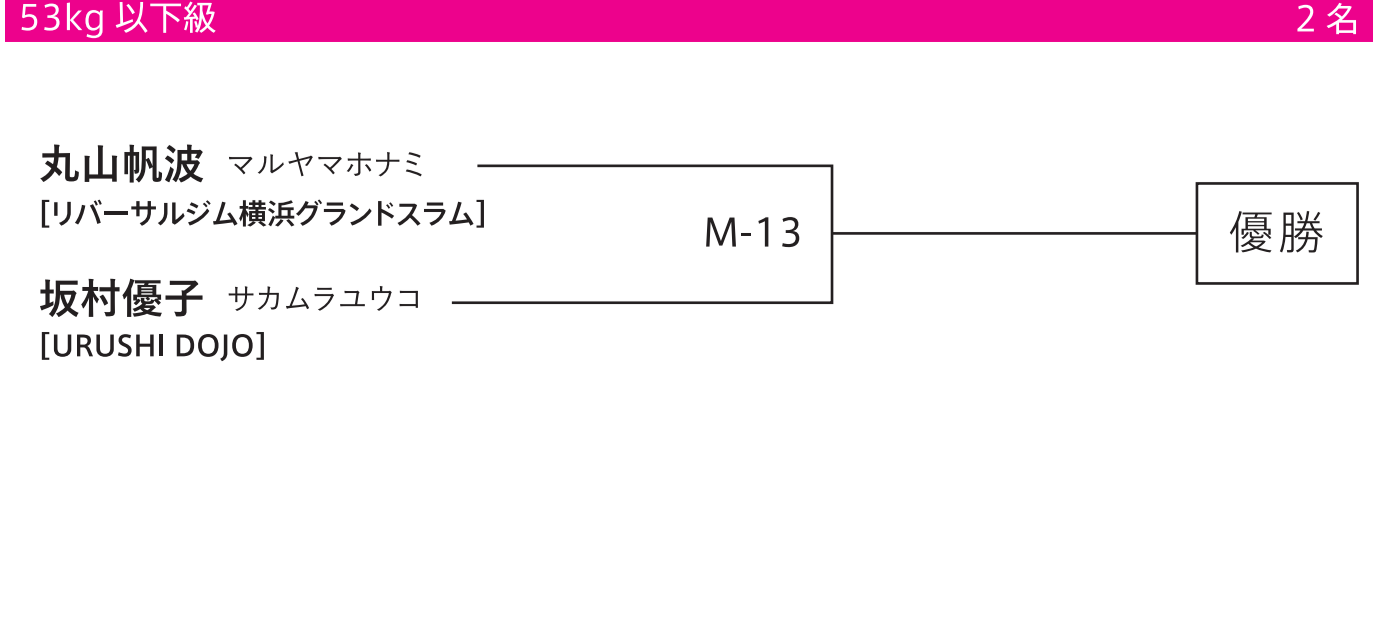 53kg 以下級 2 名
丸山帆波 マルヤマホナミ
[リバーサルジム横浜グランドスラム]
M-13
優勝
坂村優子 サカムラユウコ
[URUSHI DOJO]